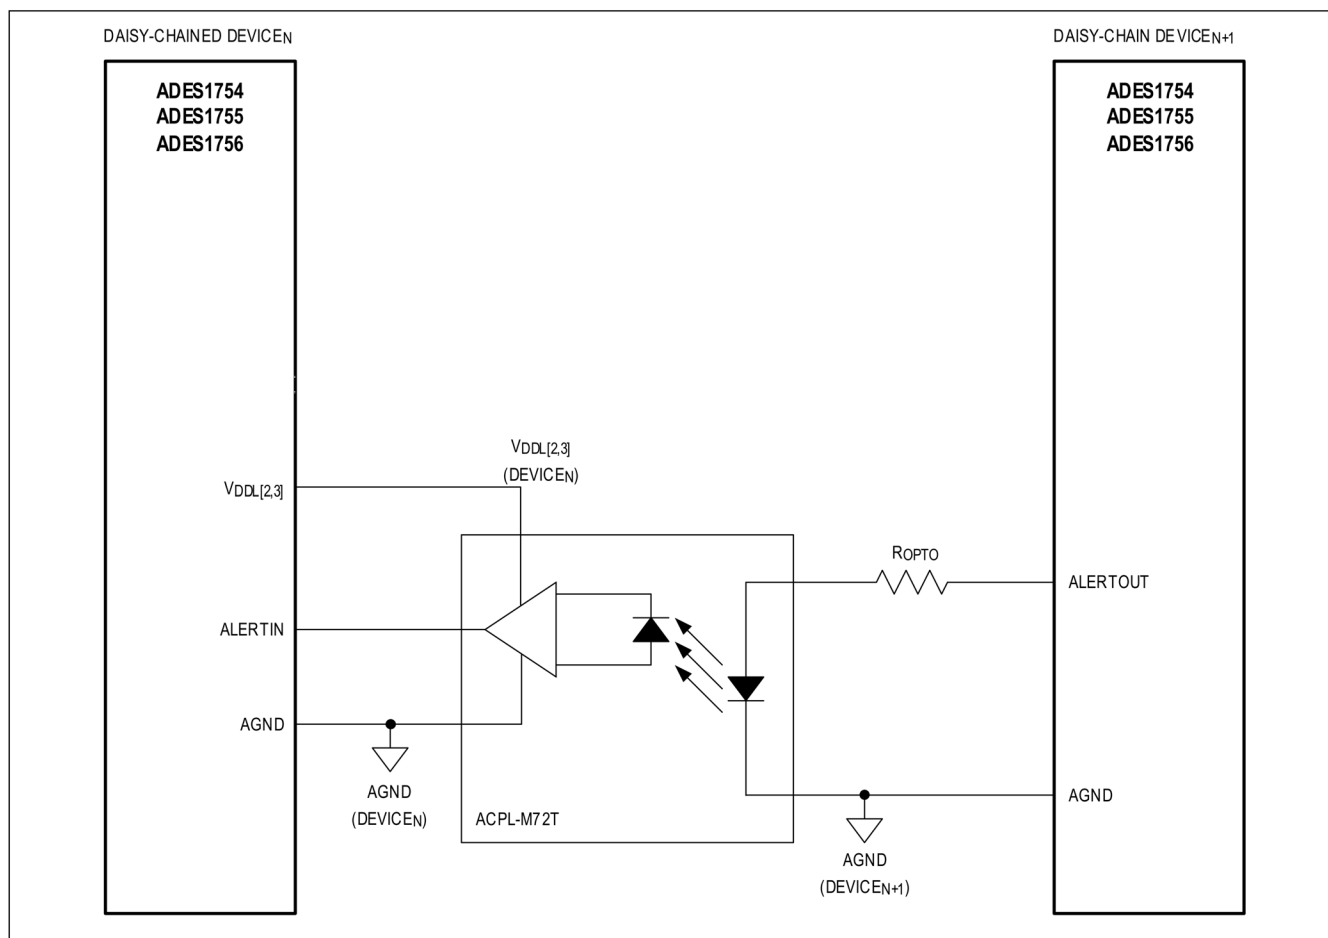 DAISY-CHAINED DEVICEN
DAISY-CHAIN DEVICEN+1
ADES1754
ADES1755
ADES1756
ADES1754
ADES1755
ADES1756
VDDL[2,3]
(DEVICEN)
VDDL[2,3]
ROPTO
ALERTOUT
ALERTIN
AGND
AGND
(DEVICEN)
ACPL-M72T
AGND
AGND
(DEVICEN+1)